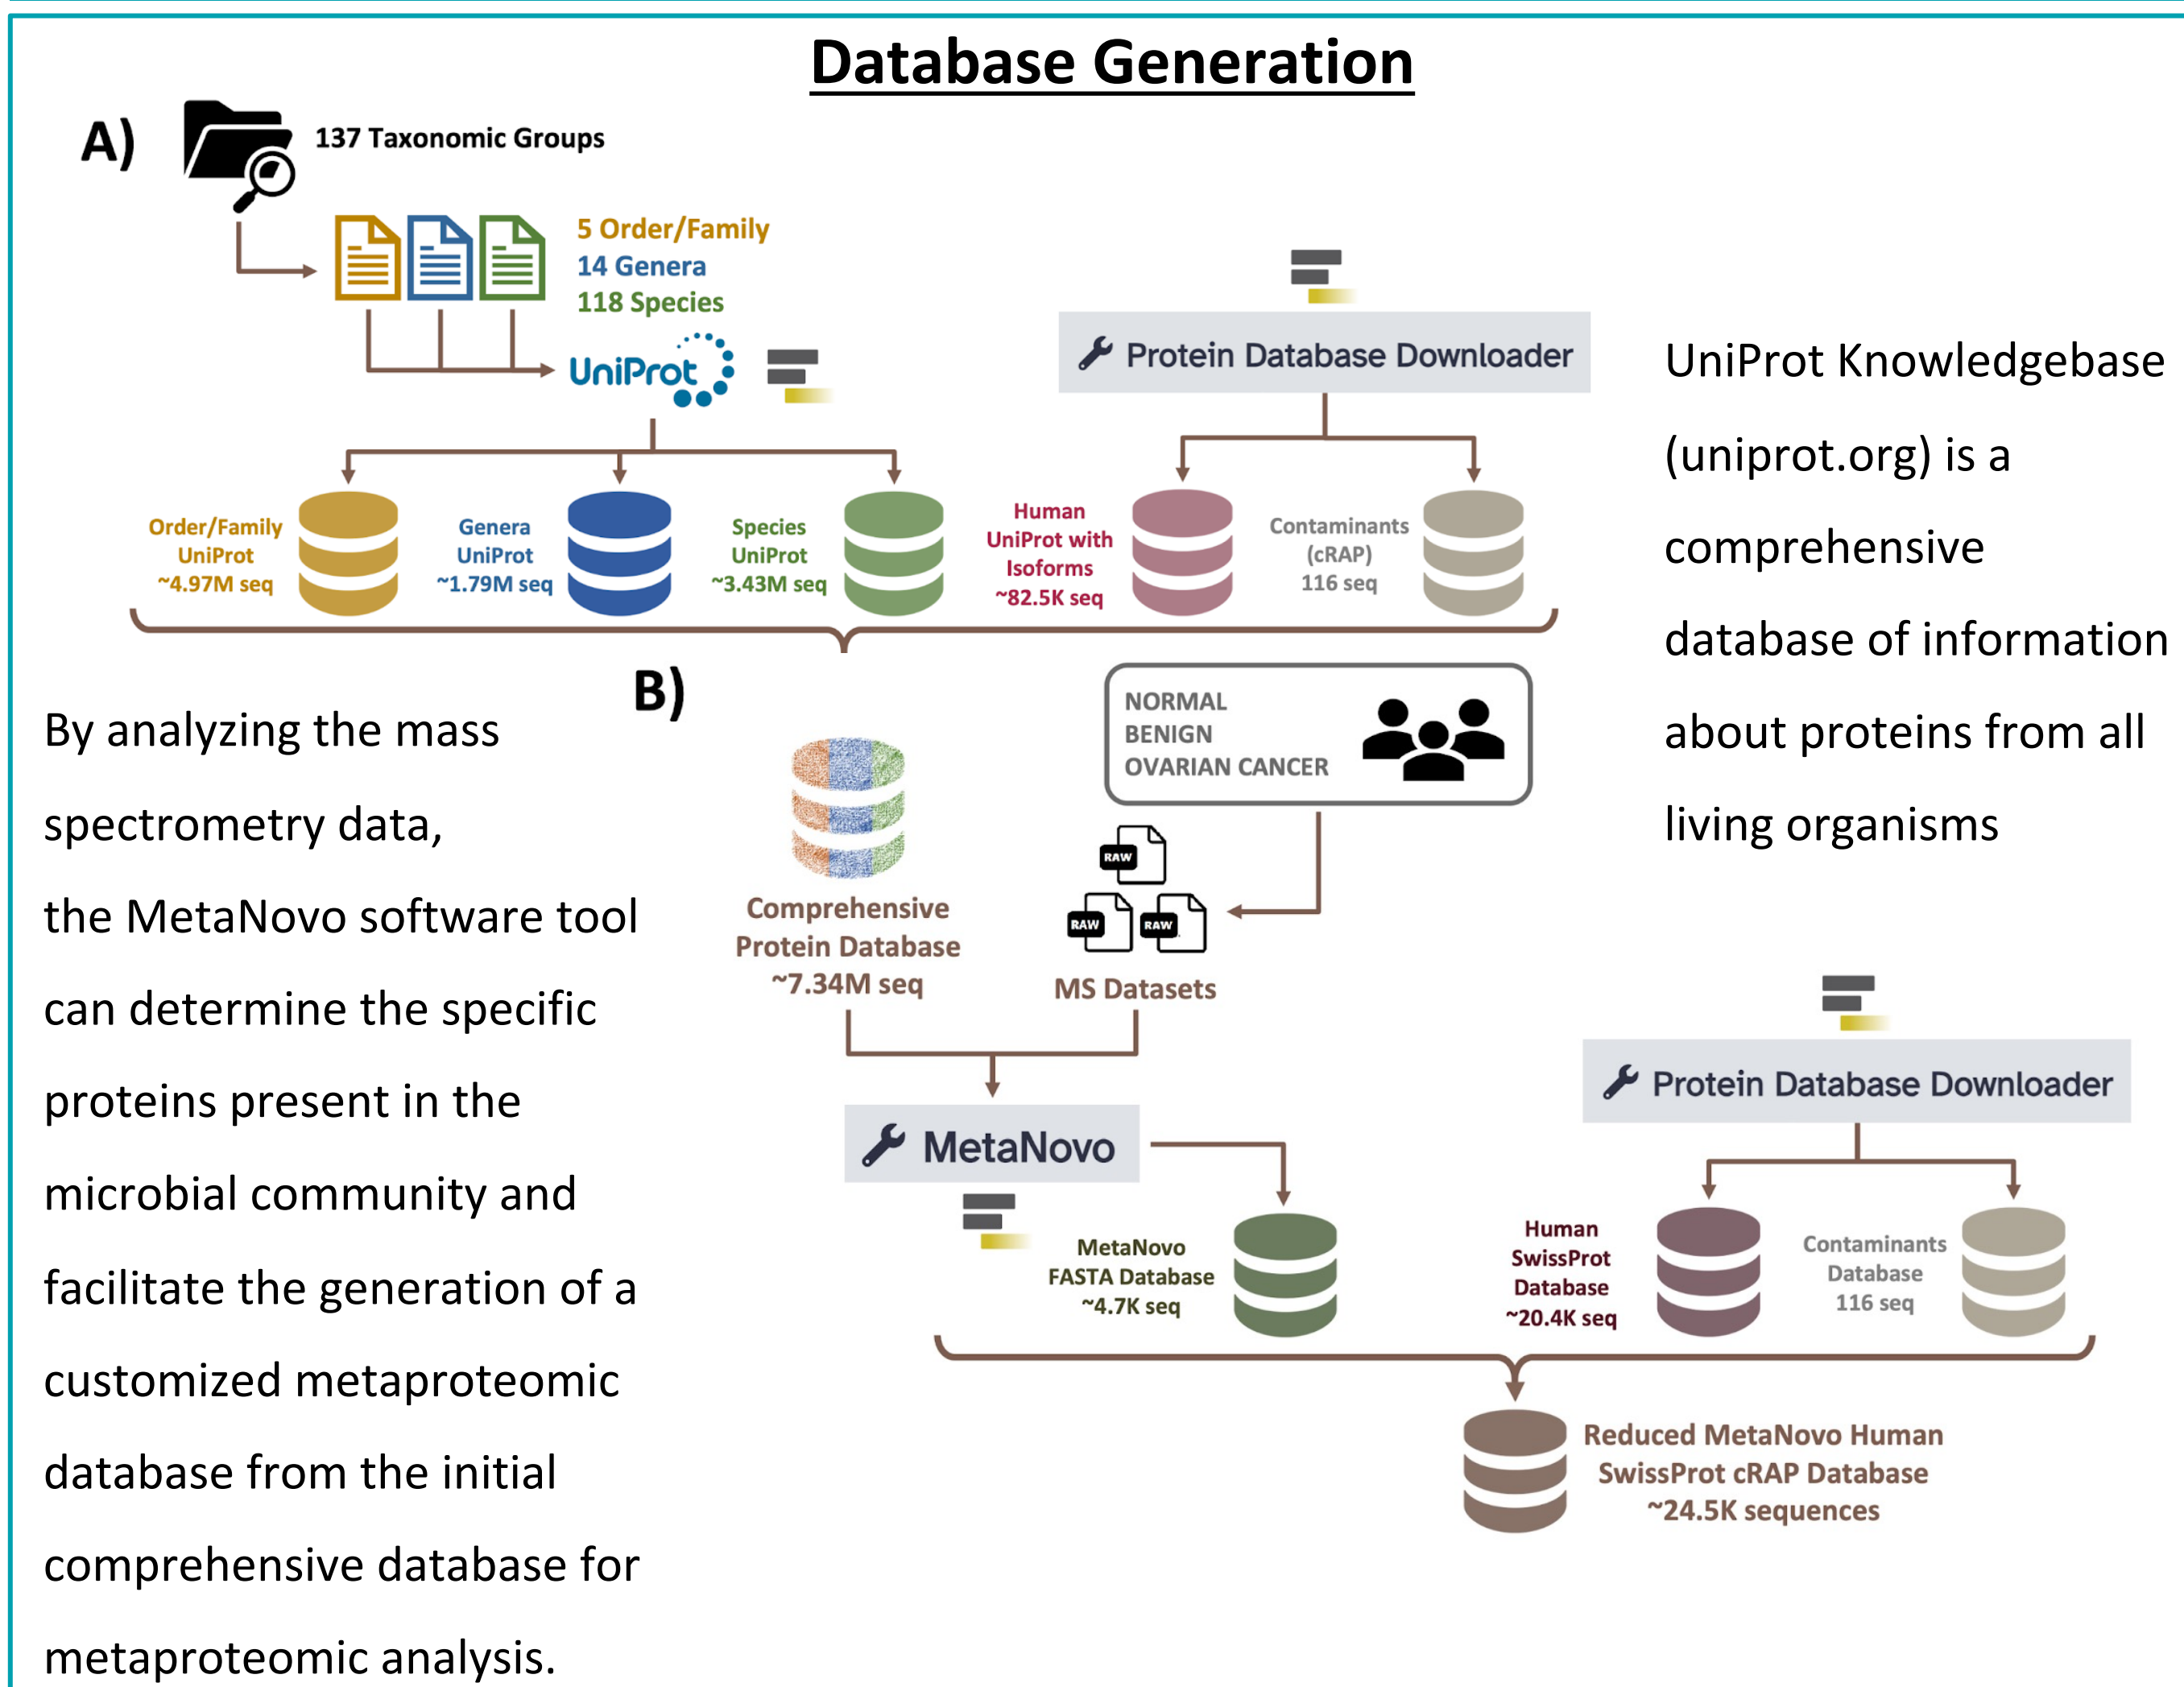 Database Generation
A)
137 Taxonomic Groups
5 Order/Family
14 Genera
118 Species
UniProt
Protein Database Downloader
Order/Family
UniProt
~4.97M seq
Genera
UniProt
~1.79M seq
Species
UniProt
~3.43M seq
Human
UniProt with
Isoforms
~82.5K seq
Contaminants
(cRAP)
116 seq
UniProt Knowledgebase
(uniprot.org) is a
comprehensive
database of information
about proteins from all
living organisms
B)
By analyzing the mass
spectrometry data,
the MetaNovo software tool
can determine the specific
proteins present in the
microbial community and
facilitate the generation of a
customized metaproteomic
database from the initial
comprehensive database for
metaproteomic analysis.
NORMAL
BENIGN
OVARIAN CANCER
RAW
RAW
RAW
Comprehensive
Protein Database
~7.34M seq
MS Datasets
MetaNovo
MetaNovo
FASTA Database
~4.7K seq
Protein Database Downloader
Human
SwissProt
Database
~20.4K seq
Contaminants
Database
116 seq
Reduced MetaNovo Human
SwissProt cRAP Database
~24.5K sequences